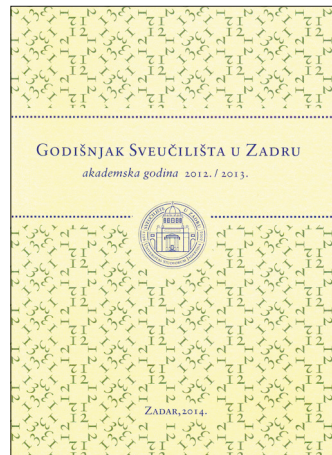 GODIŠNJAK SVEUČILIŠTA U ZADRU
akademska godina 2012. / 2013.
ZADAR, 2014.